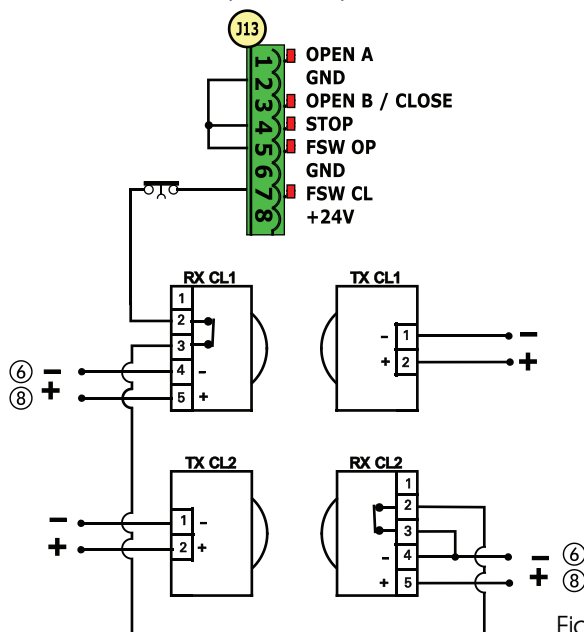 J13
1 OPEN A
2 GND
3 OPEN B / CLOSE
4 STOP
5 FSW OP
6 GND
7 FSW CL
8 +24V
RX CL1
1
2
3
⑥ − 4 -
⑧ + 5 +
TX CL1
- 1 −
+ 2 +
TX CL2
− 1 -
+ 2 +
RX CL2
1
2
3
- 4 − ⑥
+ 5 + ⑧